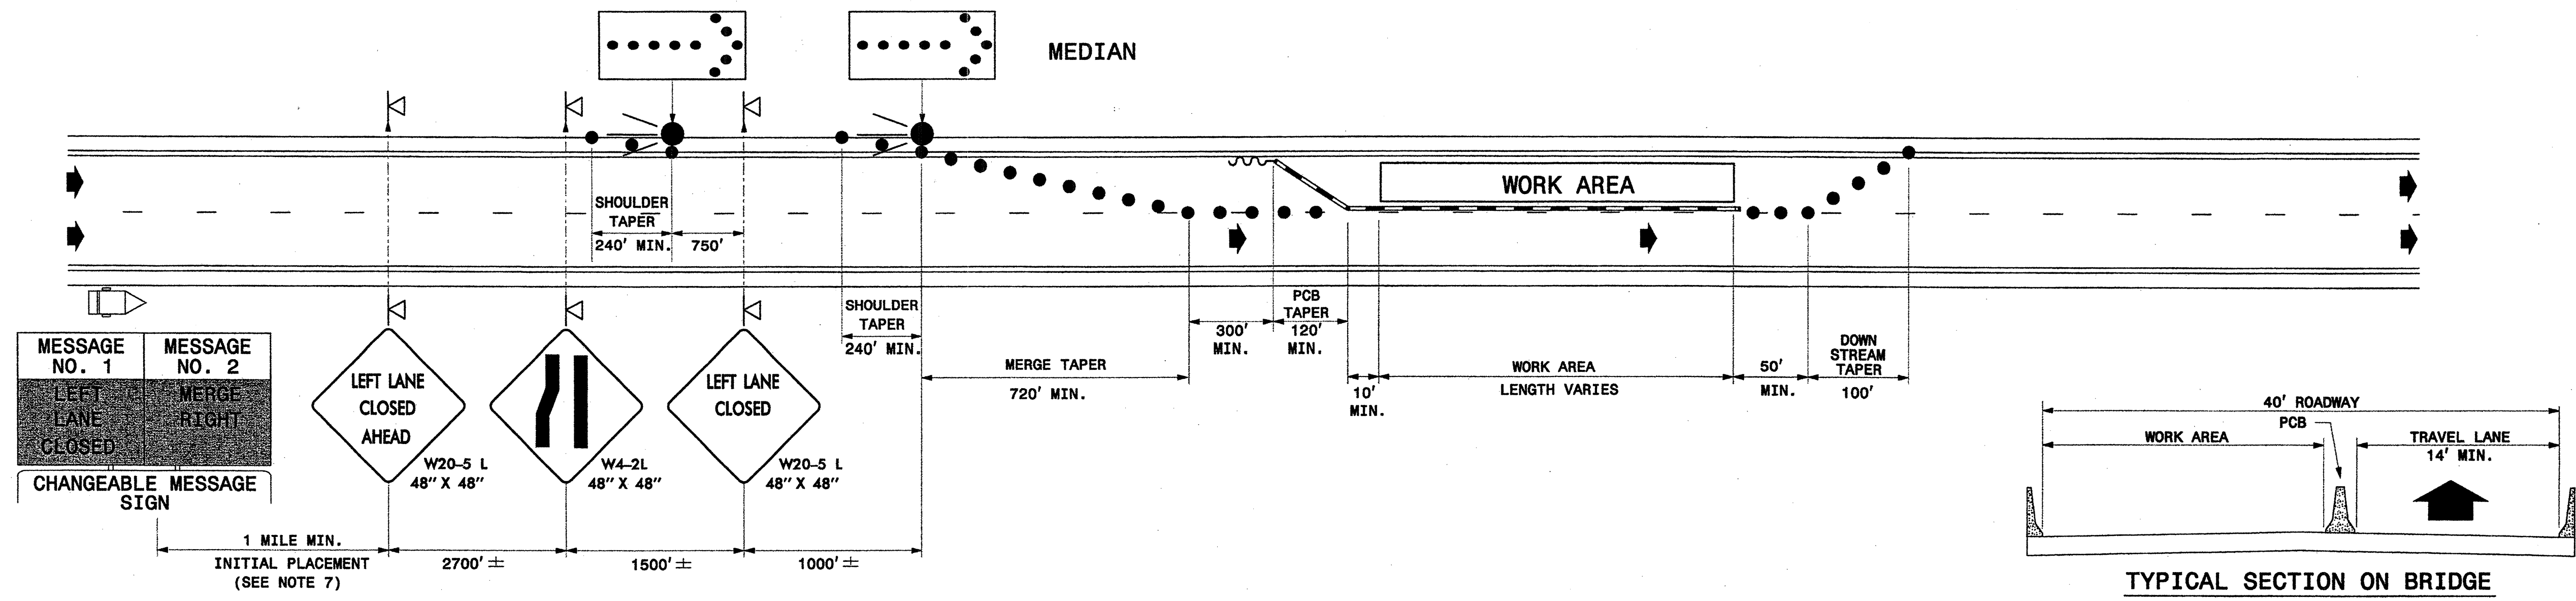 MEDIAN
WORK AREA
SHOULDER
TAPER
240' MIN.
750'
SHOULDER
TAPER
240' MIN.
MERGE TAPER
720' MIN.
300'
MIN.
PCB
TAPER
120'
MIN.
10'
MIN.
WORK AREA
LENGTH VARIES
50'
MIN.
DOWN
STREAM
TAPER
100'
MESSAGE
NO. 1
MESSAGE
NO. 2
LEFT
LANE
CLOSED
MERGE
RIGHT
CHANGEABLE MESSAGE
SIGN
LEFT LANE
CLOSED
AHEAD
W20-5 L
48" X 48"
W4-2L
48" X 48"
LEFT LANE
CLOSED
W20-5 L
48" X 48"
1 MILE MIN.
INITIAL PLACEMENT
(SEE NOTE 7)
2700' ±
1500' ±
1000' ±
40' ROADWAY
PCB
WORK AREA
TRAVEL LANE
14' MIN.
TYPICAL SECTION ON BRIDGE